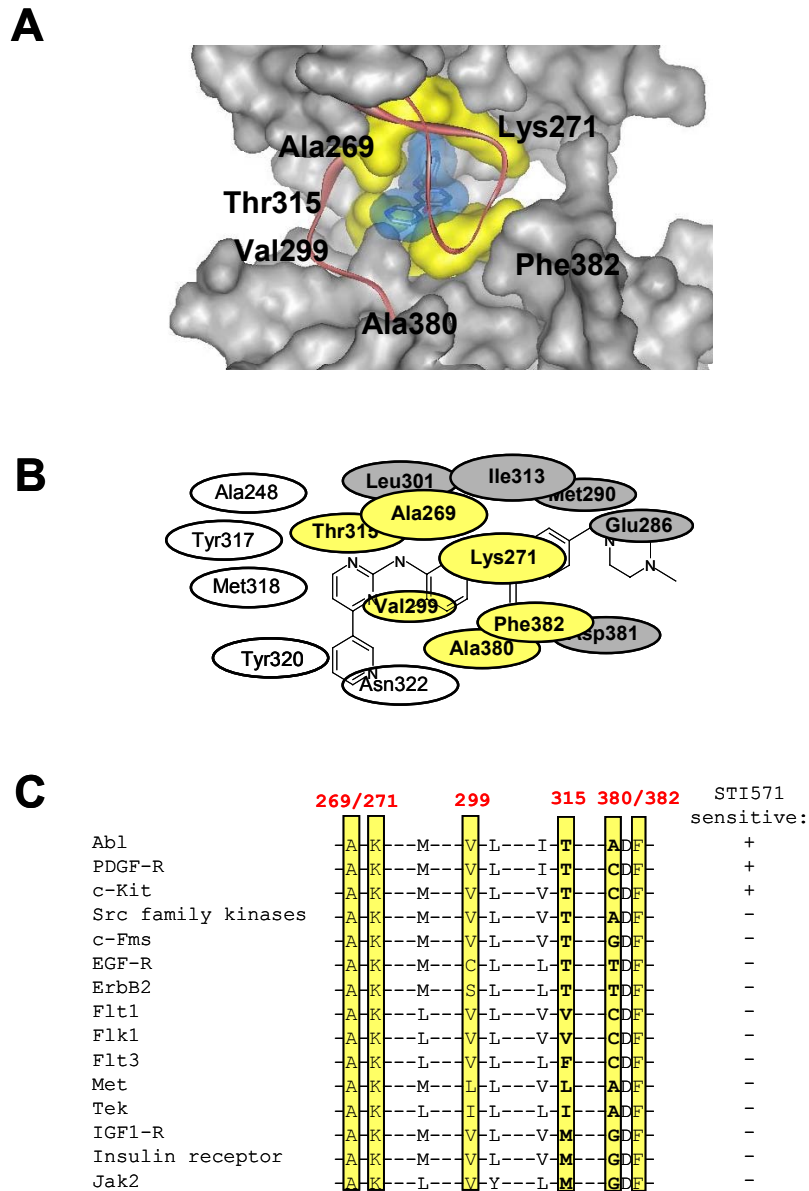 A
Lys271
Ala269
Thr315
Val299
Phe382
Ala380
B
Leu301
Ile313
Met290
Ala248
Ala269
Glu286
Thr315
Tyr317
Lys271
N
N
N
N
Met318
N
N
Val299
Phe382
Asp381
Ala380
Tyr320
N
Asn322
C
269/271 299 315 380/382 STI571
sensitive:
Abl -A-K---M---V-L---I-T---ADF- +
PDGF-R -A-K---M---V-L---I-T---CDF- +
c-Kit -A-K---M---V-L---V-T---CDF- +
Src family kinases -A-K---M---V-L---V-T---ADF- -
c-Fms -A-K---M---V-L---V-T---GDF- -
EGF-R -A-K---M---C-L---L-T---TDF- -
ErbB2 -A-K---M---S-L---L-T---TDF- -
Flt1 -A-K---L---V-L---V-V---CDF- -
Flk1 -A-K---L---V-L---V-V---CDF- -
Flt3 -A-K---L---V-L---L-F---CDF- -
Met -A-K---M---L-L---V-L---ADF- -
Tek -A-K---L---I-L---L-I---ADF- -
IGF1-R -A-K---M---V-L---V-M---GDF- -
Insulin receptor -A-K---M---V-L---V-M---GDF- -
Jak2 -A-K---L---V-Y---L-M---GDF- -